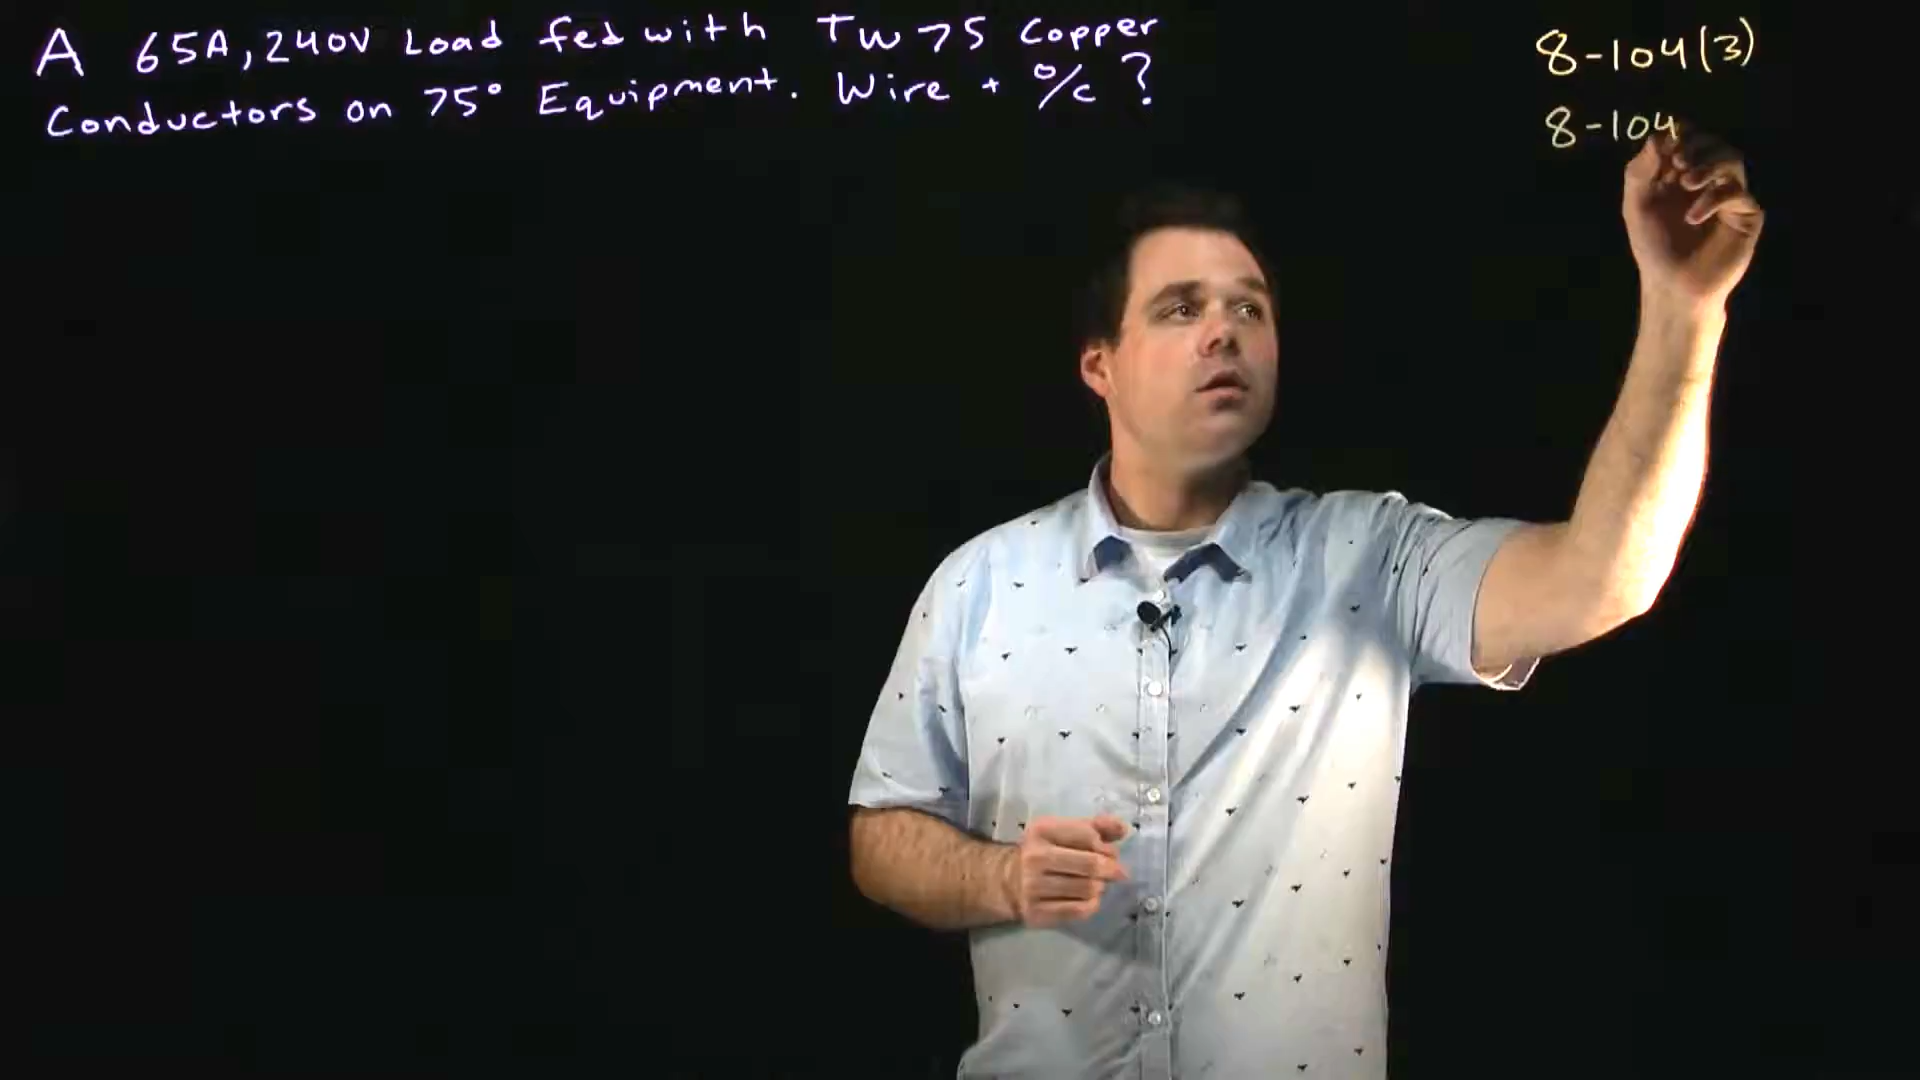 A 65A, 240V Load fed with TW75 Copper
Conductors on 75° Equipment. Wire + O/C ?
8-104(3)
8-104